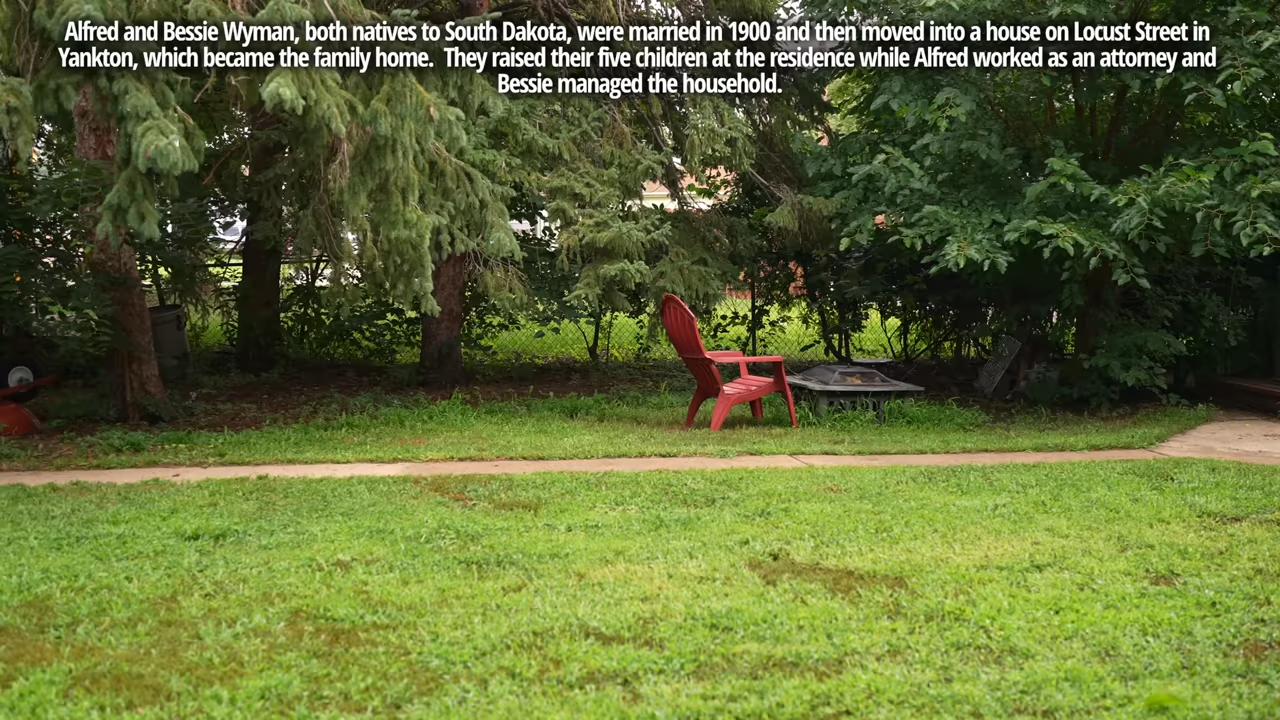 Alfred and Bessie Wyman, both natives to South Dakota, were married in 1900 and then moved into a house on Locust Street in
Yankton, which became the family home.  They raised their five children at the residence while Alfred worked as an attorney and
Bessie managed the household.